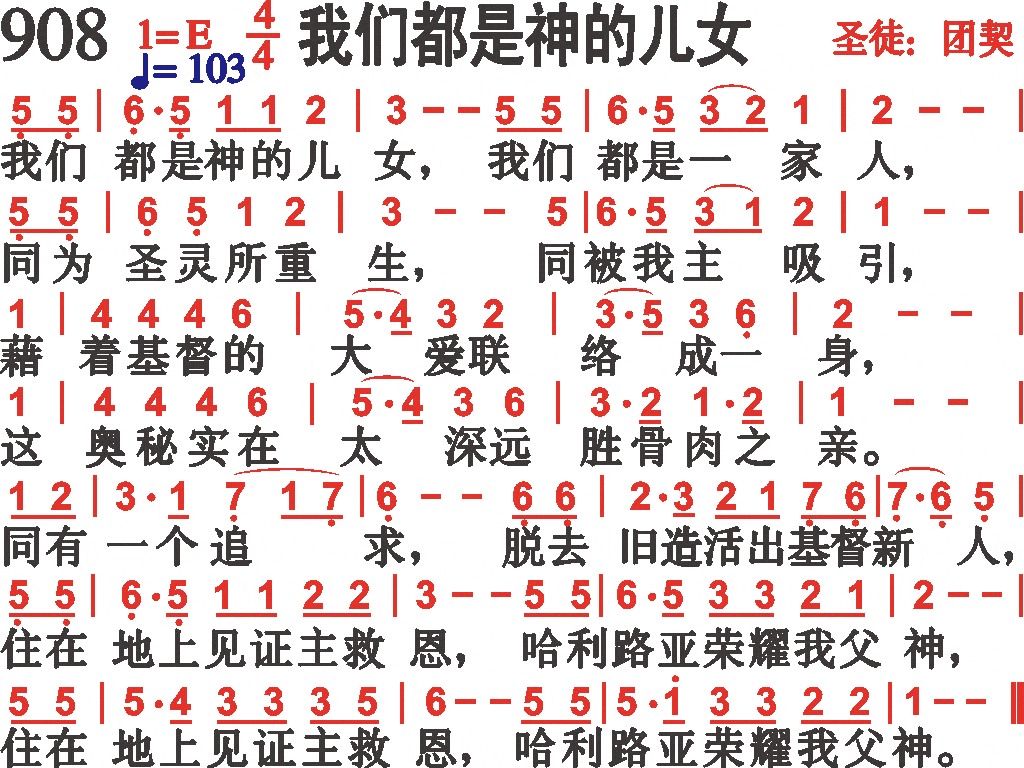 908 1=E 4/4 我们都是神的儿女 圣徒：团契
♩=103
5 5 | 6·5 1 1 2 | 3 - - 5 5 | 6·5 3 2 1 | 2 - - |
我们 都是神的儿 女， 我们 都是一 家 人，
5 5 | 6 5 1 2 | 3 - - 5 | 6·5 3 1 2 | 1 - - |
同为 圣灵所重 生， 同被我主 吸 引，
1 | 4 4 4 6 | 5·4 3 2 | 3·5 3 6 | 2 - - |
藉 着基督的 大 爱联 络 成一 身，
1 | 4 4 4 6 | 5·4 3 6 | 3·2 1·2 | 1 - - |
这 奥秘实在 太 深远 胜骨肉之 亲。
1 2 | 3·1 7 1 7 | 6 - - 6 6 | 2·3 2 1 7 6 | 7·6 5 |
同有 一个追 求， 脱去 旧造活出基督新 人，
5 5 | 6·5 1 1 2 2 | 3 - - 5 5 | 6·5 3 3 2 1 | 2 - - |
住在 地上见证主救 恩， 哈利路亚荣耀我父 神，
5 5 | 5·4 3 3 3 5 | 6 - - 5 5 | 5·1 3 3 2 2 | 1 - - ‖
住在 地上见证主救 恩， 哈利路亚荣耀我父神。